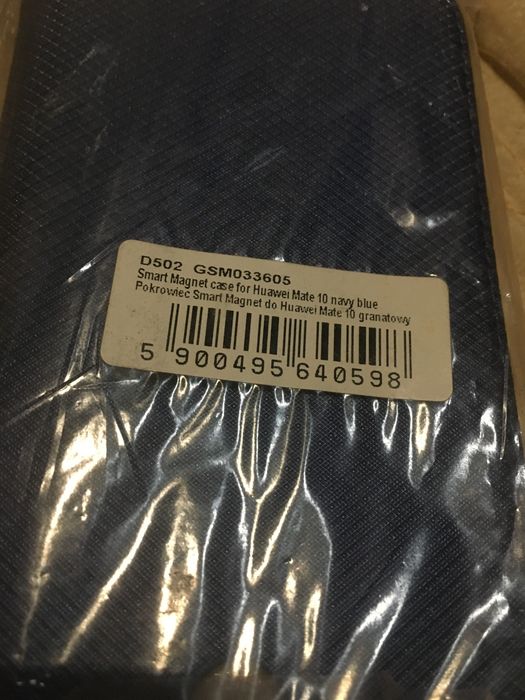 D502 GSM033605
Smart Magnet case for Huawei Mate 10 navy blue
Pokrowiec Smart Magnet do Huawei Mate 10 granatowy
5 900495 640598